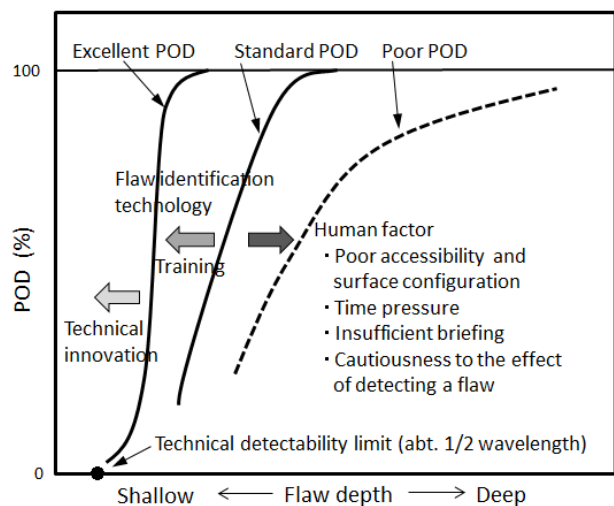 Excellent POD
Standard POD
Poor POD
100
Flaw identification
technology
Training
Technical
innovation
Human factor
・Poor accessibility and
surface configuration
・Time pressure
・Insufficient briefing
・Cautiousness to the effect
of detecting a flaw
POD (%)
Technical detectability limit (abt. 1/2 wavelength)
0
Shallow ← Flaw depth → Deep